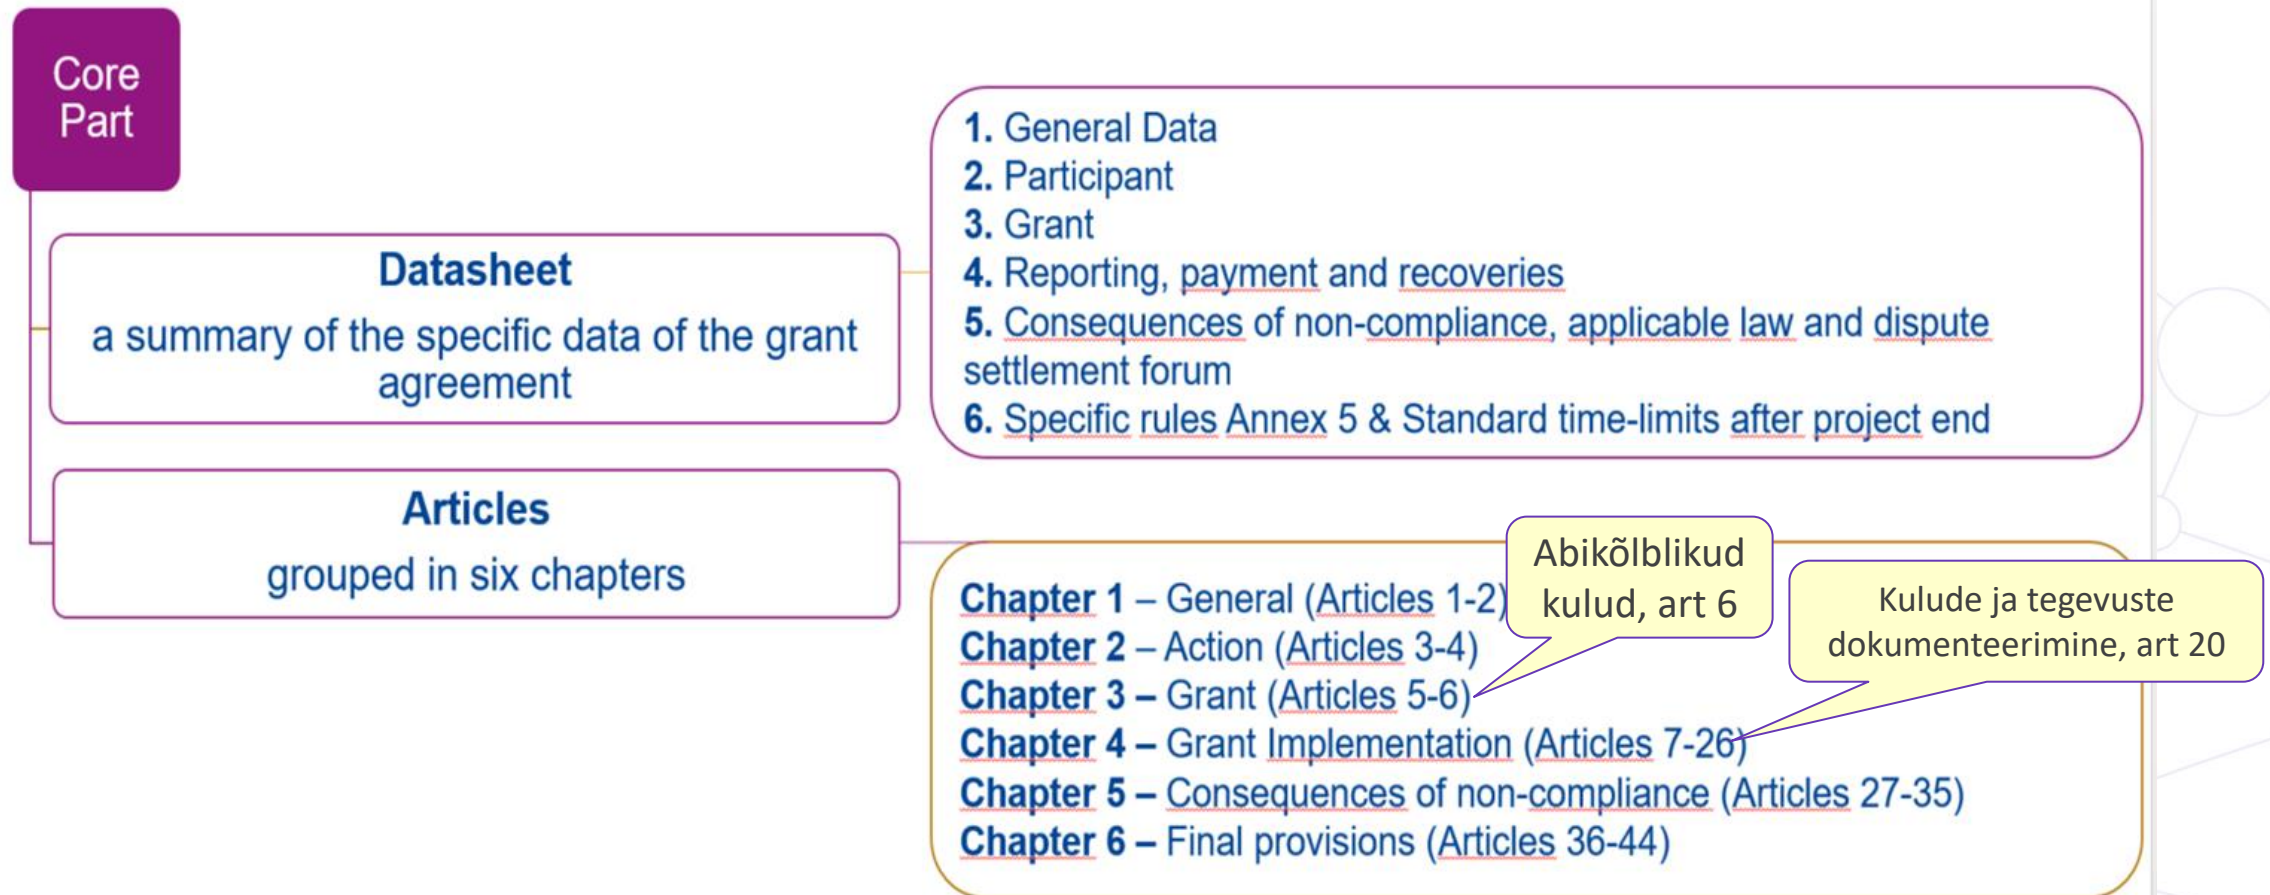 Core
Part
Datasheet
a summary of the specific data of the grant
agreement
1. General Data
2. Participant
3. Grant
4. Reporting, payment and recoveries
5. Consequences of non-compliance, applicable law and dispute
settlement forum
6. Specific rules Annex 5 & Standard time-limits after project end
Articles
grouped in six chapters
Chapter 1 – General (Articles 1-2)
Chapter 2 – Action (Articles 3-4)
Chapter 3 – Grant (Articles 5-6)
Chapter 4 – Grant Implementation (Articles 7-26)
Chapter 5 – Consequences of non-compliance (Articles 27-35)
Chapter 6 – Final provisions (Articles 36-44)
Abikõlblikud
kulud, art 6
Kulude ja tegevuste
dokumenteerimine, art 20